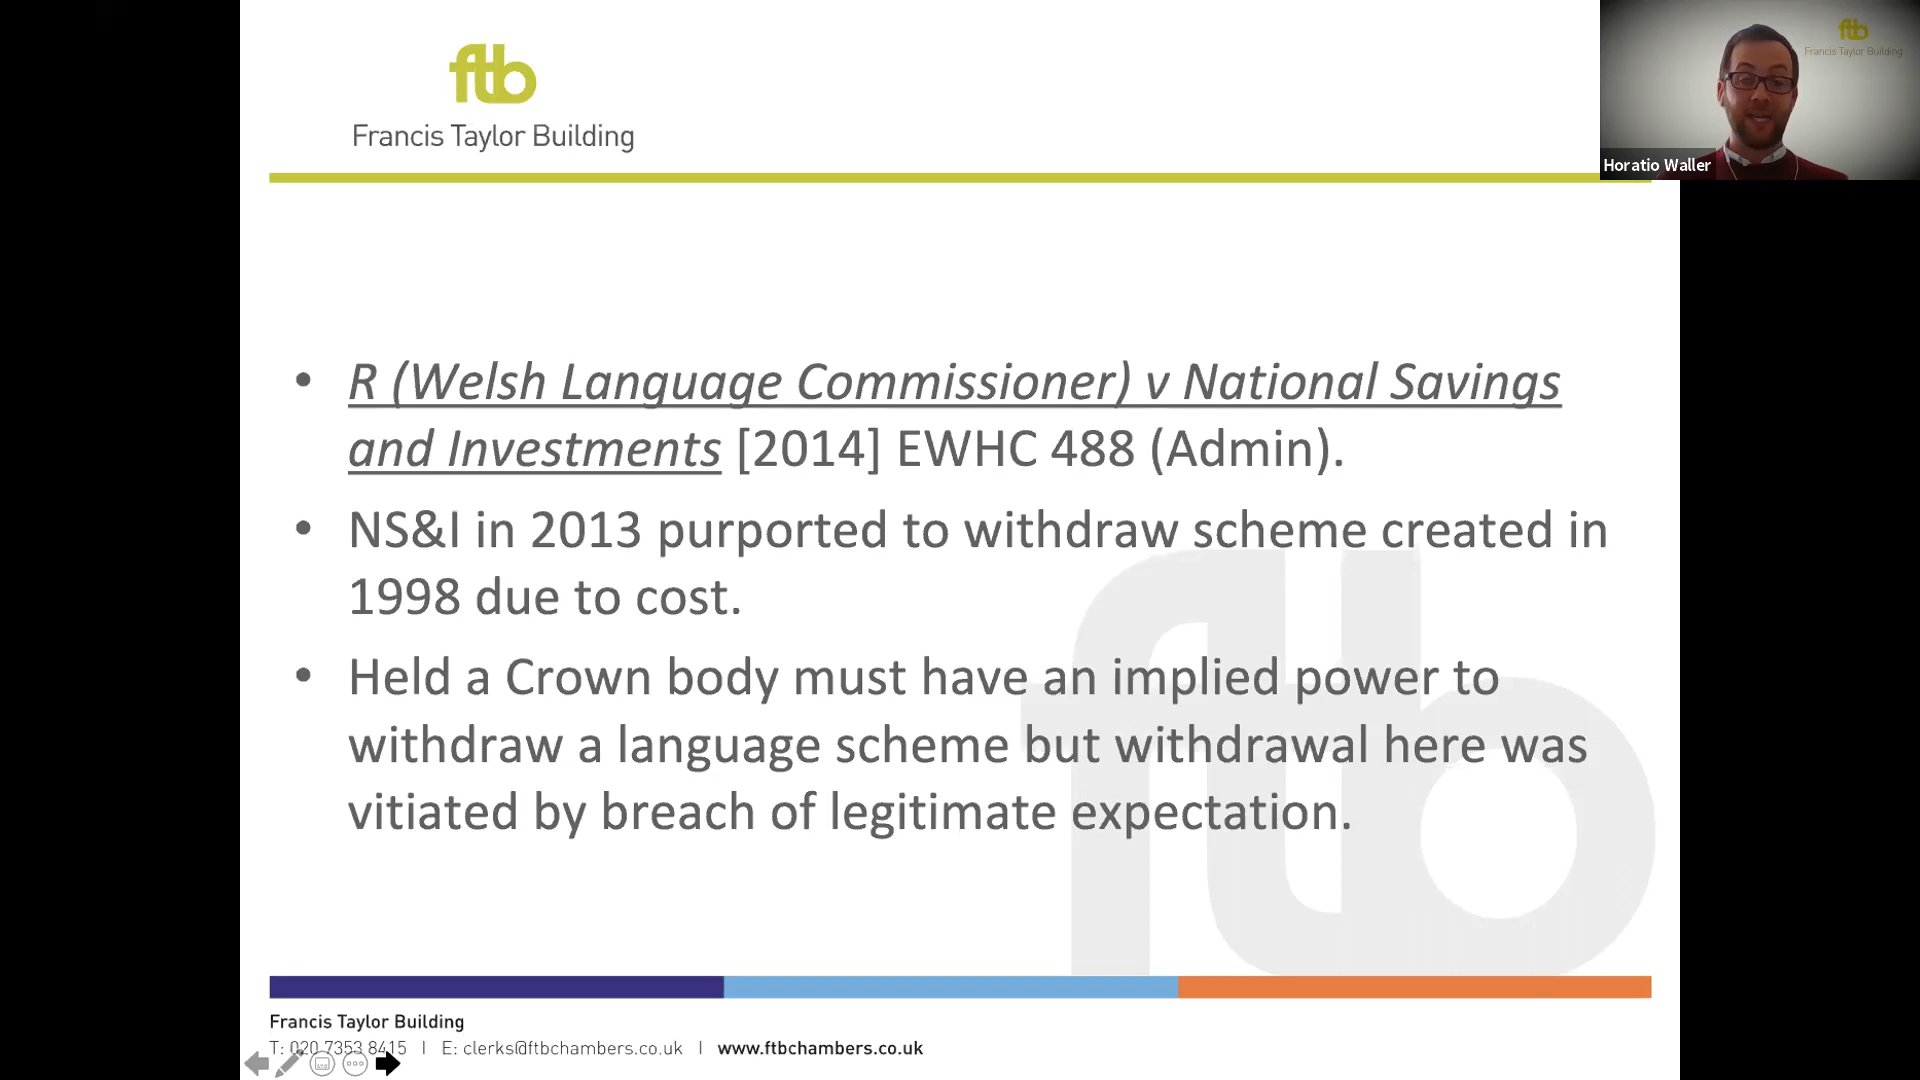 ftb
Francis Taylor Building
ftb
Francis Taylor Building
Horatio Waller
• R (Welsh Language Commissioner) v National Savings
and Investments [2014] EWHC 488 (Admin).
• NS&I in 2013 purported to withdraw scheme created in
1998 due to cost.
• Held a Crown body must have an implied power to
withdraw a language scheme but withdrawal here was
vitiated by breach of legitimate expectation.
ftb
Francis Taylor Building
T: 020 7353 8415 | E: clerks@ftbchambers.co.uk | www.ftbchambers.co.uk